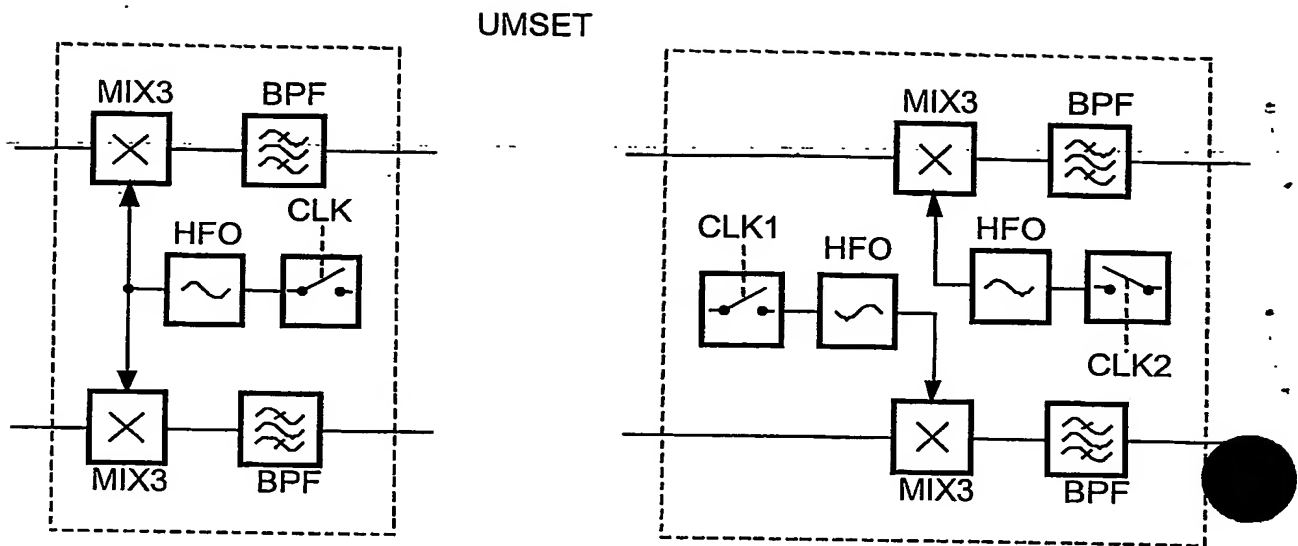 UMSET
MIX3
BPF
CLK
HFO
MIX3
BPF
MIX3
BPF
CLK1
HFO
HFO
CLK2
MIX3
BPF